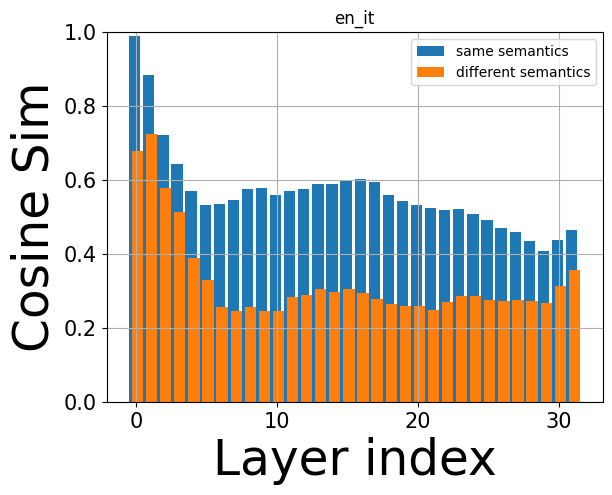 en_it
same semantics
different semantics
Cosine Sim
1.0
0.8
0.6
0.4
0.2
0.0
0 10 20 30
Layer index